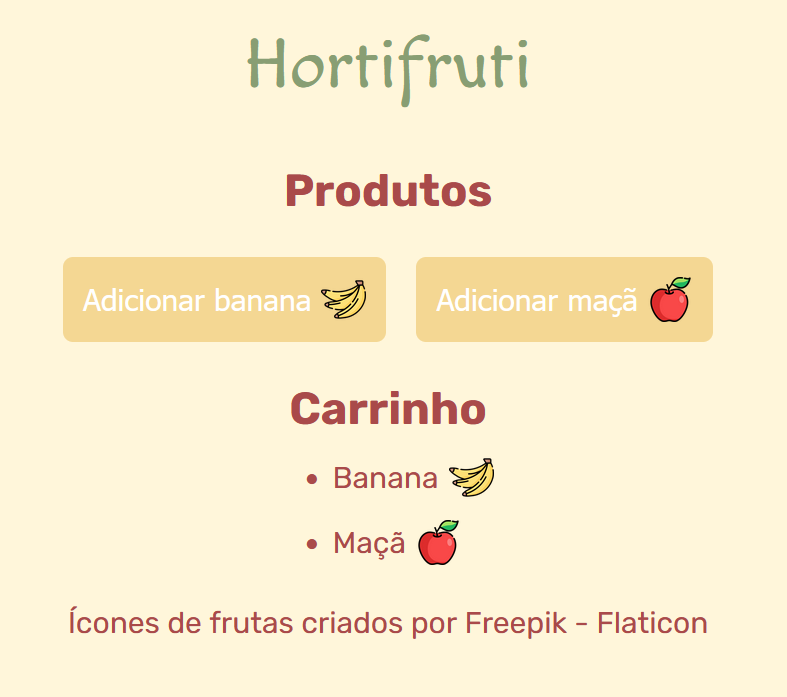 Hortifruti
Produtos
Adicionar banana
Adicionar maçã
Carrinho
• Banana
• Maçã
Ícones de frutas criados por Freepik - Flaticon